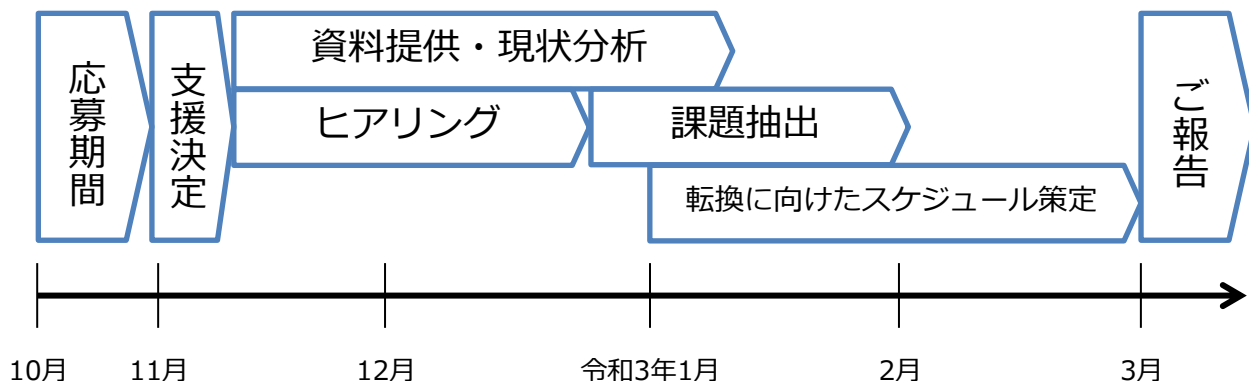 応募期間
支援決定
資料提供・現状分析
ヒアリング
課題抽出
転換に向けたスケジュール策定
ご報告
10月
11月
12月
令和3年1月
2月
3月